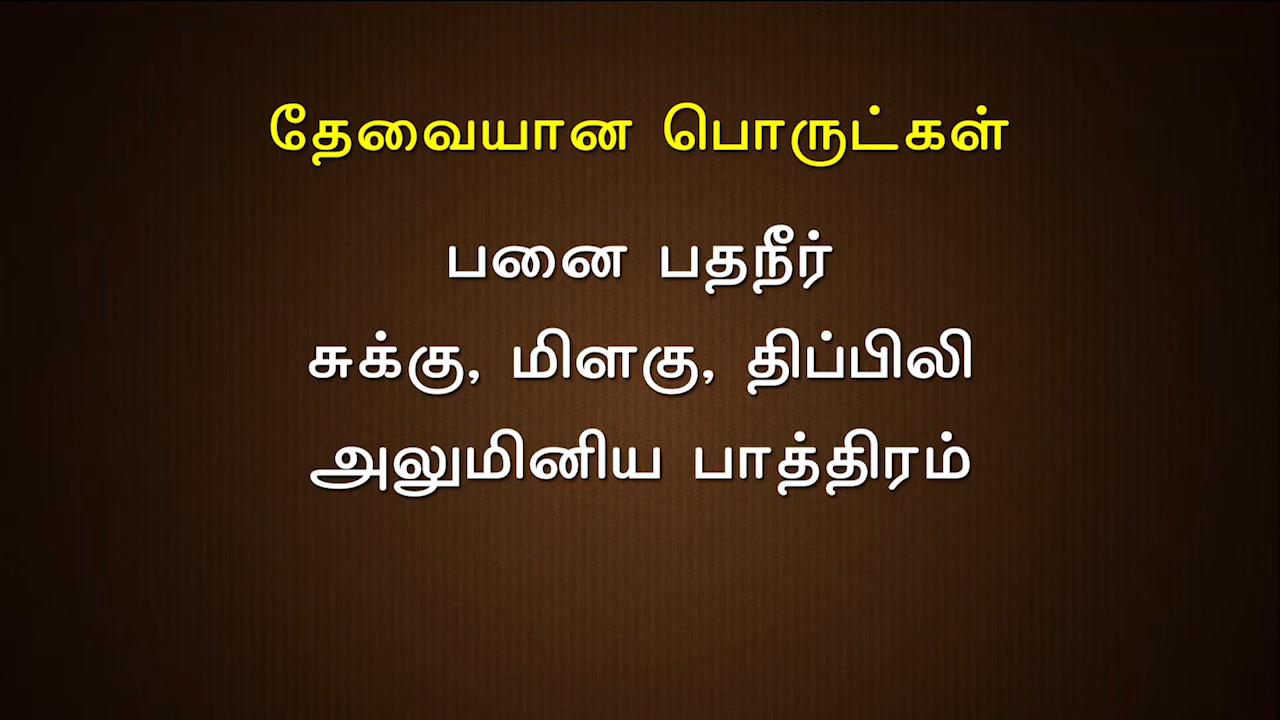 தேவையான பொருட்கள்
பனை பதநீர்
சுக்கு, மிளகு, திப்பிலி
அலுமினிய பாத்திரம்